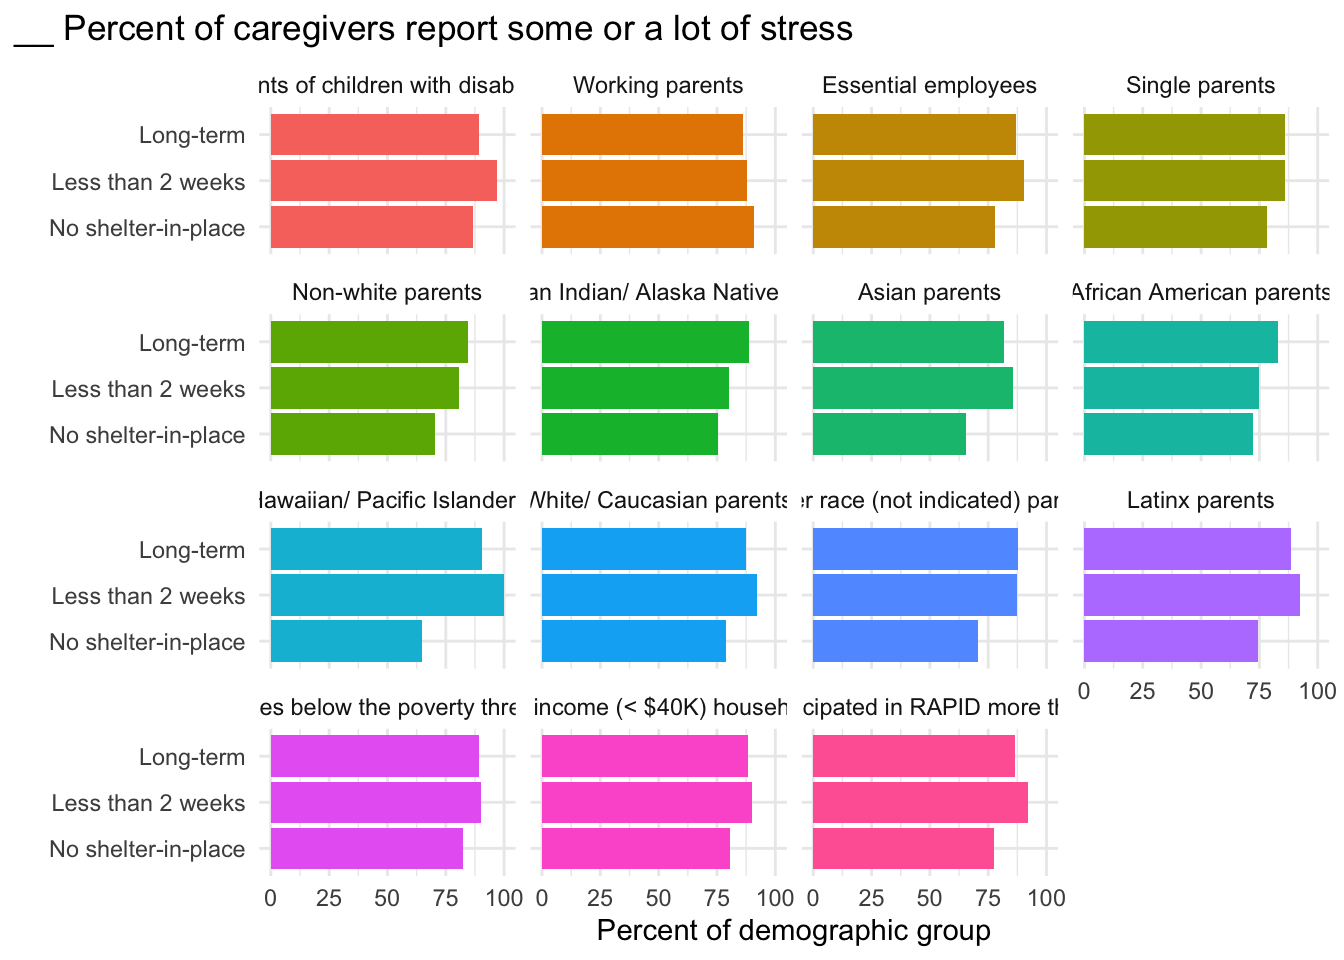 __ Percent of caregivers report some or a lot of stress
nts of children with disab
Working parents
Essential employees
Single parents
Long-term
Less than 2 weeks
No shelter-in-place
Non-white parents
an Indian/ Alaska Native
Asian parents
African American parents
Long-term
Less than 2 weeks
No shelter-in-place
Hawaiian/ Pacific Islander
White/ Caucasian parents
er race (not indicated) par
Latinx parents
Long-term
Less than 2 weeks
No shelter-in-place
0 25 50 75 100
es below the poverty thre
income (< $40K) househ
cipated in RAPID more th
Long-term
Less than 2 weeks
No shelter-in-place
0 25 50 75 100
0 25 50 75 100
0 25 50 75 100
Percent of demographic group